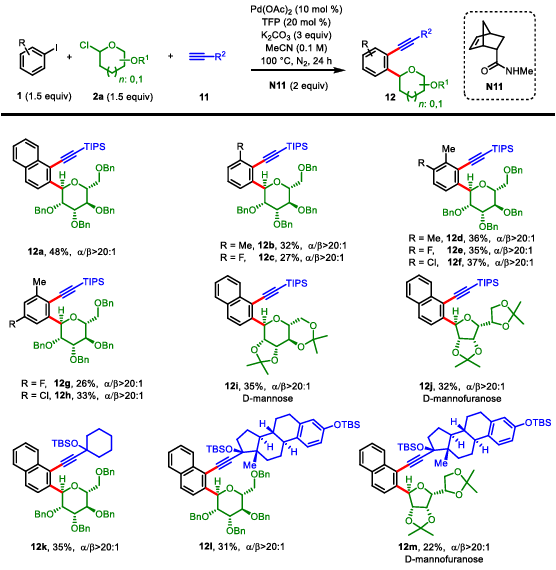 Pd(OAc)₂ (10 mol %)
TFP (20 mol %)
K₂CO₃ (3 equiv)
MeCN (0.1 M)
100 °C, N₂, 24 h
N11 (2 equiv)
R
I
+
Cl
O
OR¹
n: 0,1
+
R²
R
R²
O
OR¹
n: 0,1
O
NHMe
1 (1.5 equiv)
2a (1.5 equiv)
11
12
N11
TIPS
H
O
OBn
BnO
OBn
OBn
12a, 48%, α/β>20:1
R
TIPS
H
O
OBn
BnO
OBn
OBn
R = Me, 12b, 32%, α/β>20:1
R = F, 12c, 27%, α/β>20:1
Me
R
TIPS
H
O
OBn
BnO
OBn
OBn
R = Me, 12d, 36%, α/β>20:1
R = F, 12e, 35%, α/β>20:1
R = Cl, 12f, 37%, α/β>20:1
Me
TIPS
R
H
O
OBn
BnO
OBn
OBn
R = F, 12g, 26%, α/β>20:1
R = Cl, 12h, 33%, α/β>20:1
TIPS
H
O
O
O
O
12i, 35%, α/β>20:1
D-mannose
TIPS
H
O
O
O
H
O
O
12j, 32%, α/β>20:1
D-mannofuranose
TBSO
H
O
OBn
BnO
OBn
OBn
12k, 35%, α/β>20:1
OTBS
TBSO
H
H
H
Me
H
O
OBn
BnO
OBn
OBn
12l, 31%, α/β>20:1
OTBS
TBSO
H
H
H
Me
H
O
O
O
H
O
O
12m, 22%, α/β>20:1
D-mannofuranose